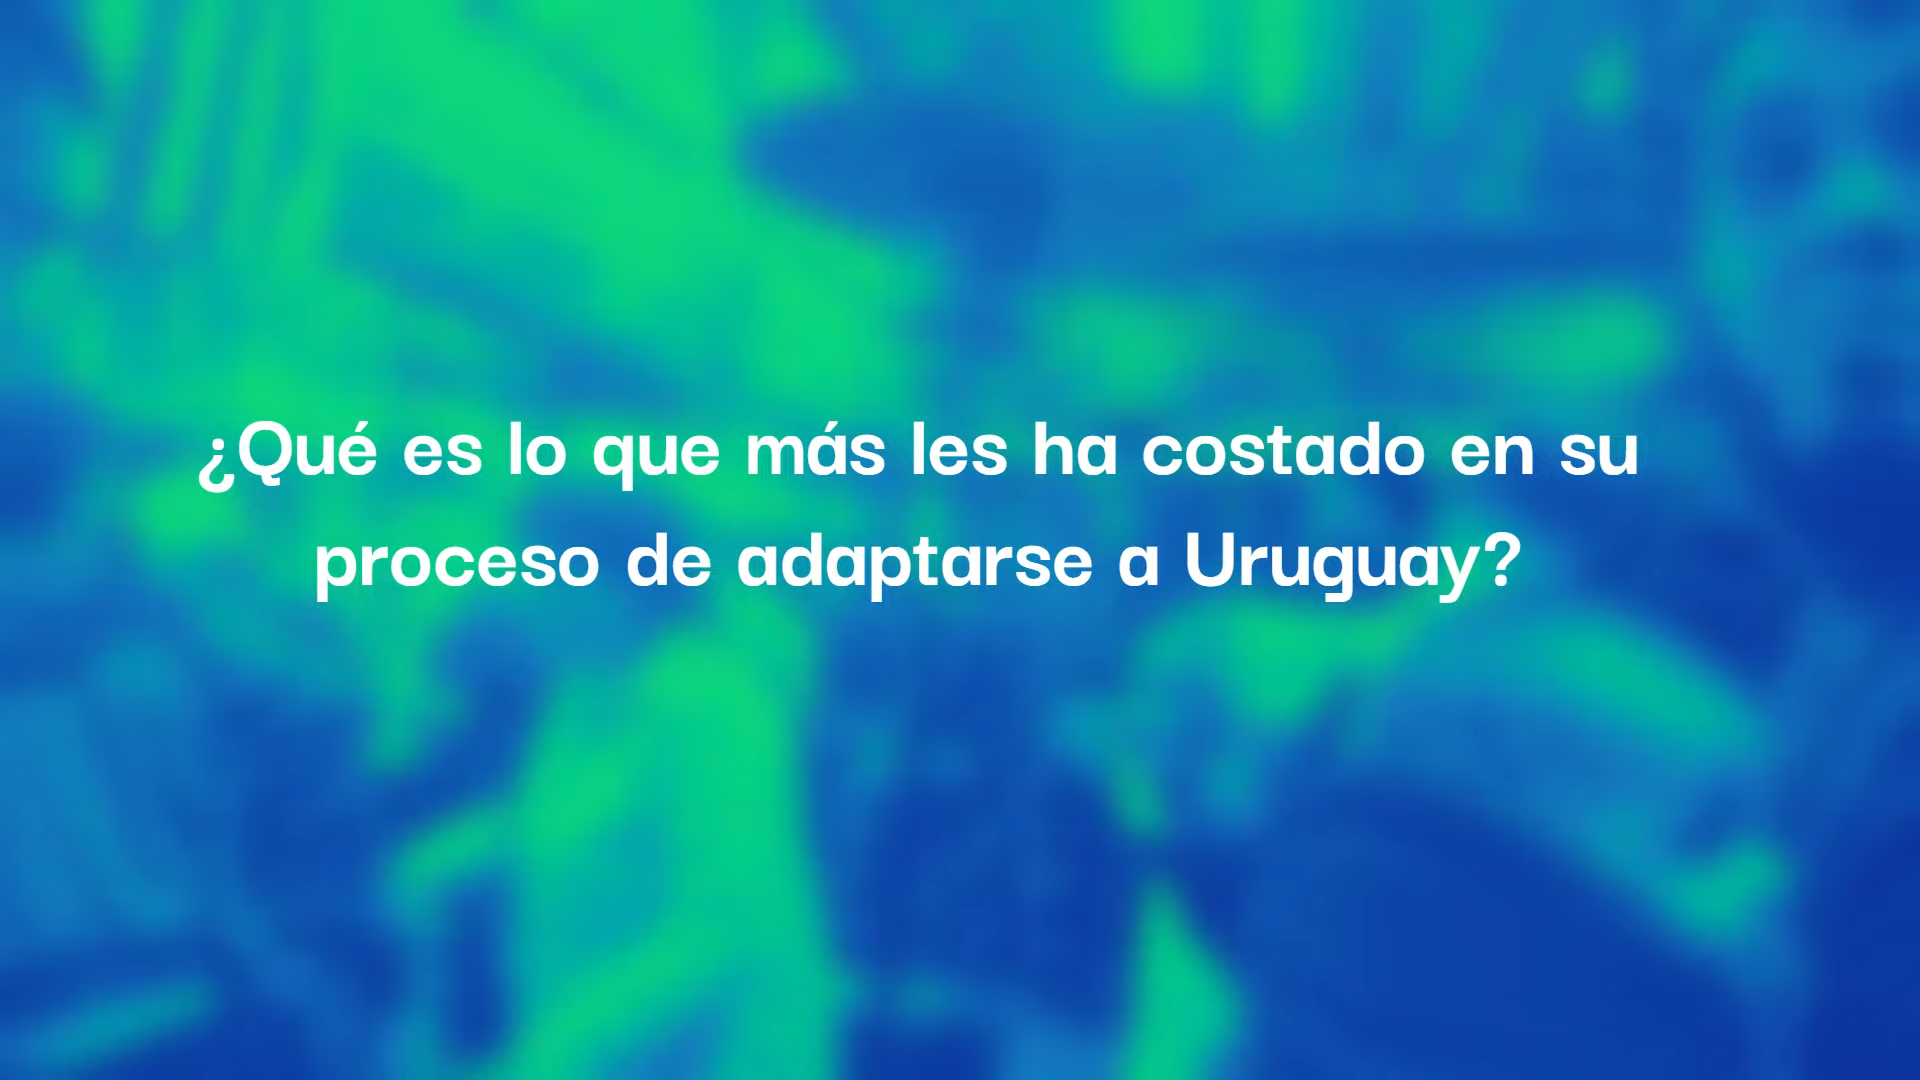 ¿Qué es lo que más les ha costado en su
proceso de adaptarse a Uruguay?